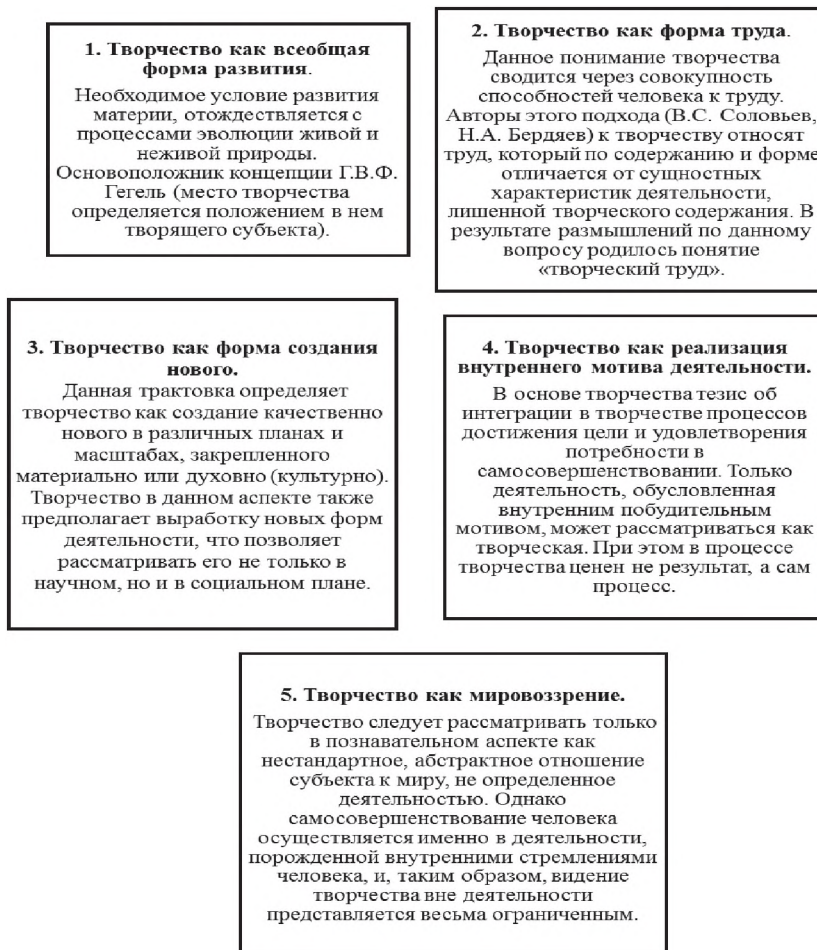 1. Творчество как всеобщая
форма развития.
Необходимое условие развития
материи, отождествляется с
процессами эволюции живой и
неживой природы.
Основоположник концепции Г.В.Ф.
Гегель (место творчества
определяется положением в нем
творящего субъекта).
2. Творчество как форма труда.
Данное понимание творчества
сводится через совокупность
способностей человека к труду.
Авторы этого подхода (В.С. Соловьев,
Н.А. Бердяев) к творчеству относят
труд, который по содержанию и форме
отличается от сущностных
характеристик деятельности,
лишенной творческого содержания. В
результате размышлений по данному
вопросу родилось понятие
«творческий труд».
3. Творчество как форма создания
нового.
Данная трактовка определяет
творчество как создание качественно
нового в различных планах и
масштабах, закрепленного
материально или духовно (культурно).
Творчество в данном аспекте также
предполагает выработку новых форм
деятельности, что позволяет
рассматривать его не только в
научном, но и в социальном плане.
4. Творчество как реализация
внутреннего мотива деятельности.
В основе творчества тезис об
интеграции в творчестве процессов
достижения цели и удовлетворения
потребности в
самосовершенствовании. Только
деятельность, обусловленная
внутренним побудительным
мотивом, может рассматриваться как
творческая. При этом в процессе
творчества ценен не результат, а сам
процесс.
5. Творчество как мировоззрение.
Творчество следует рассматривать только
в познавательном аспекте как
нестандартное, абстрактное отношение
субъекта к миру, не определенное
деятельностью. Однако
самосовершенствование человека
осуществляется именно в деятельности,
порожденной внутренними стремлениями
человека, и, таким образом, видение
творчества вне деятельности
представляется весьма ограниченным.